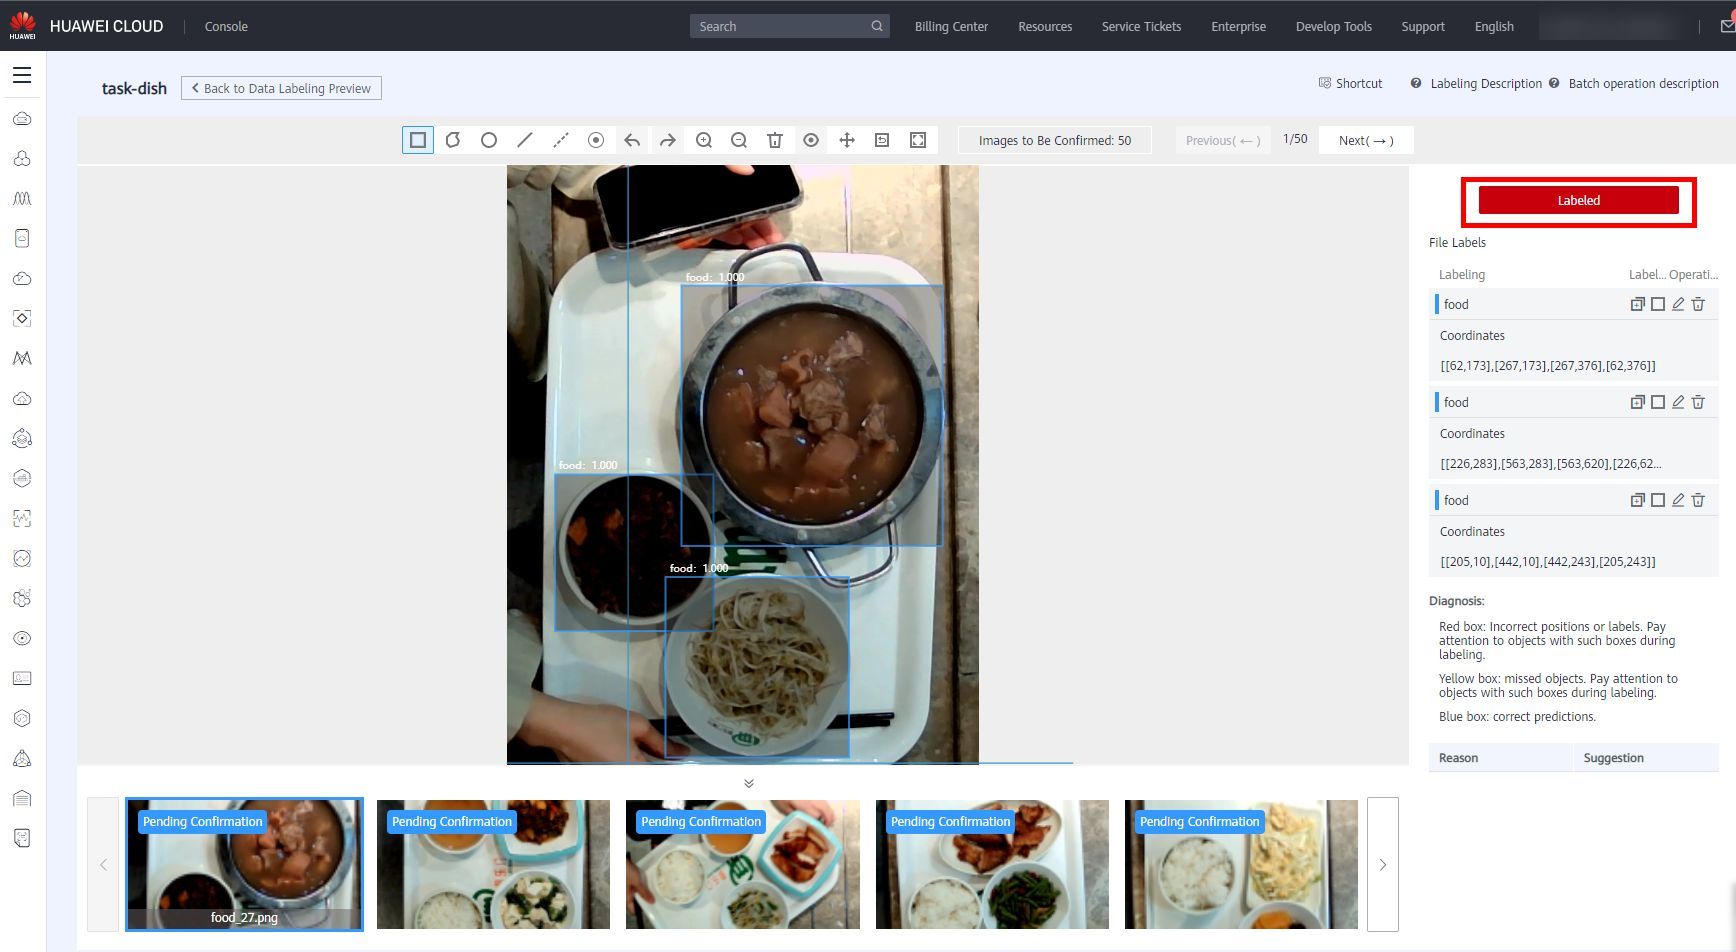 HUAWEI
HUAWEI CLOUD
Console
Search
Billing Center
Resources
Service Tickets
Enterprise
Develop Tools
Support
English
task-dish
Back to Data Labeling Preview
Shortcut
Labeling Description
Batch operation description
Images to Be Confirmed: 50
Previous( ← )
1/50
Next( → )
Labeled
File Labels
Labeling
Label...
Operati...
food
Coordinates
[[62,173],[267,173],[267,376],[62,376]]
food
Coordinates
[[226,283],[563,283],[563,620],[226,62...
food
Coordinates
[[205,10],[442,10],[442,243],[205,243]]
Diagnosis:
Red box: Incorrect positions or labels. Pay
attention to objects with such boxes during
labeling.
Yellow box: missed objects. Pay attention to
objects with such boxes during labeling.
Blue box: correct predictions.
Reason
Suggestion
food: 1.000
food: 1.000
food: 1.000
Pending Confirmation
food_27.png
Pending Confirmation
Pending Confirmation
Pending Confirmation
Pending Confirmation